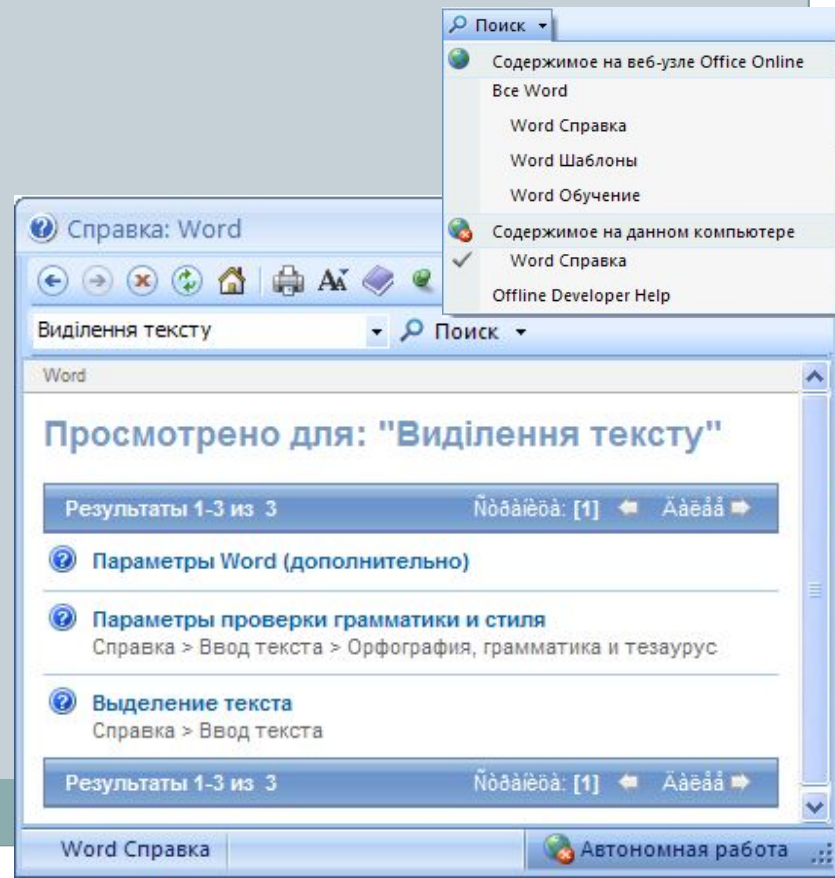 Поиск
Содержимое на веб-узле Office Online
Все Word
Word Справка
Word Шаблоны
Word Обучение
Содержимое на данном компьютере
Word Справка
Offline Developer Help
Справка: Word
Виділення тексту Поиск
Word
Просмотрено для: "Виділення тексту"
Результаты 1-3 из 3 Ñòðàíèöà: [1] Äàëåå
Параметры Word (дополнительно)
Параметры проверки грамматики и стиля
Справка > Ввод текста > Орфография, грамматика и тезаурус
Выделение текста
Справка > Ввод текста
Результаты 1-3 из 3 Ñòðàíèöà: [1] Äàëåå
Word Справка Автономная работа